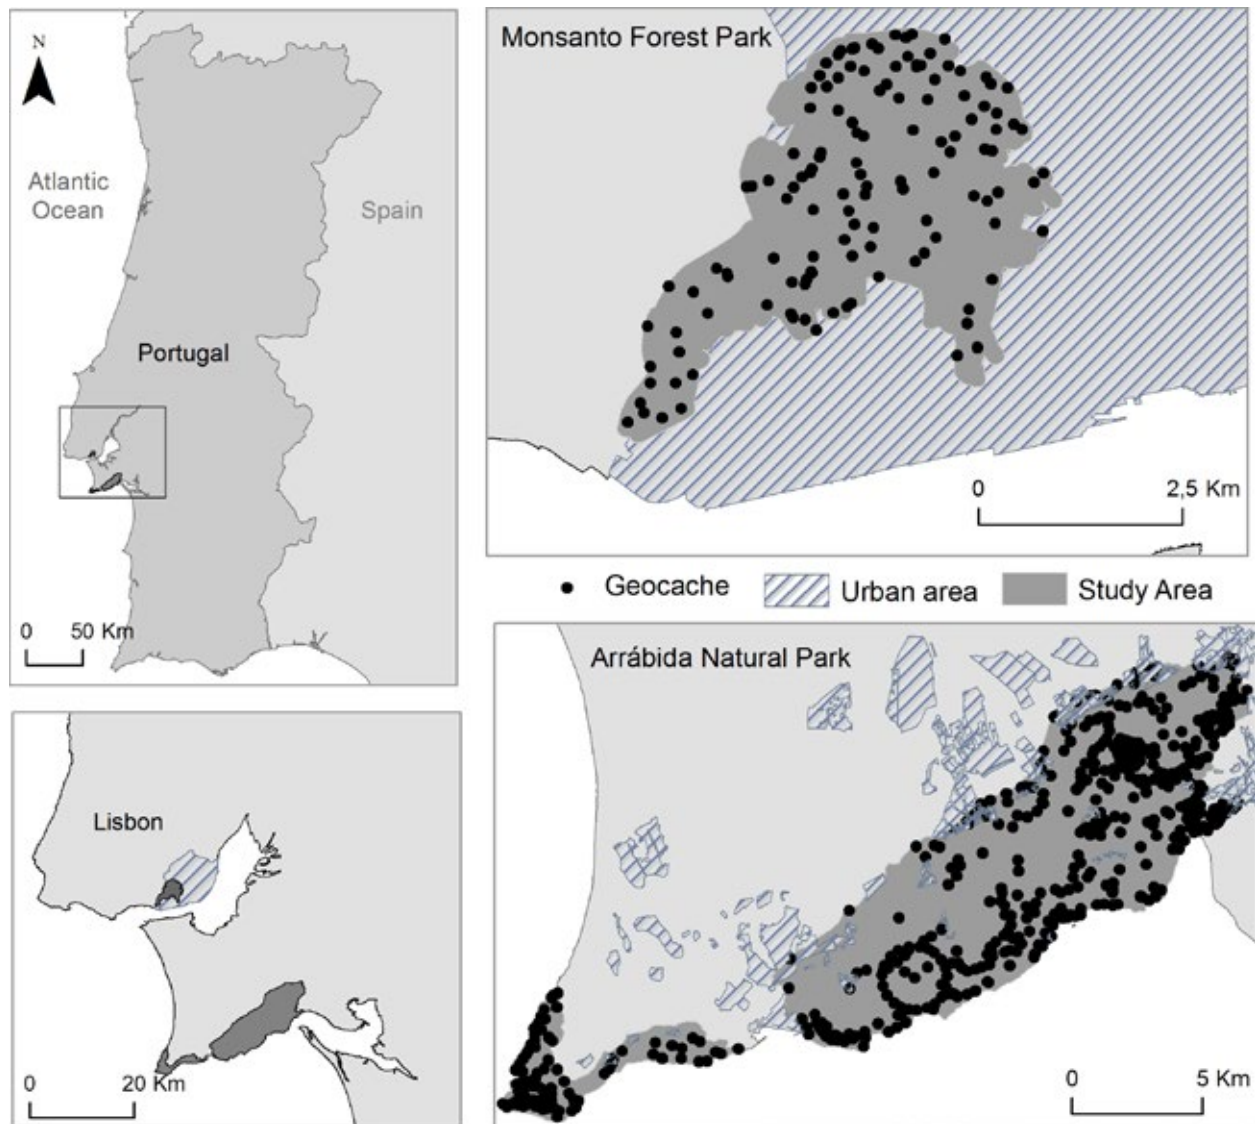 N
Atlantic
Ocean
Spain
Portugal
0 50 Km
Monsanto Forest Park
0 2,5 Km
Geocache Urban area Study Area
Lisbon
0 20 Km
Arrábida Natural Park
0 5 Km